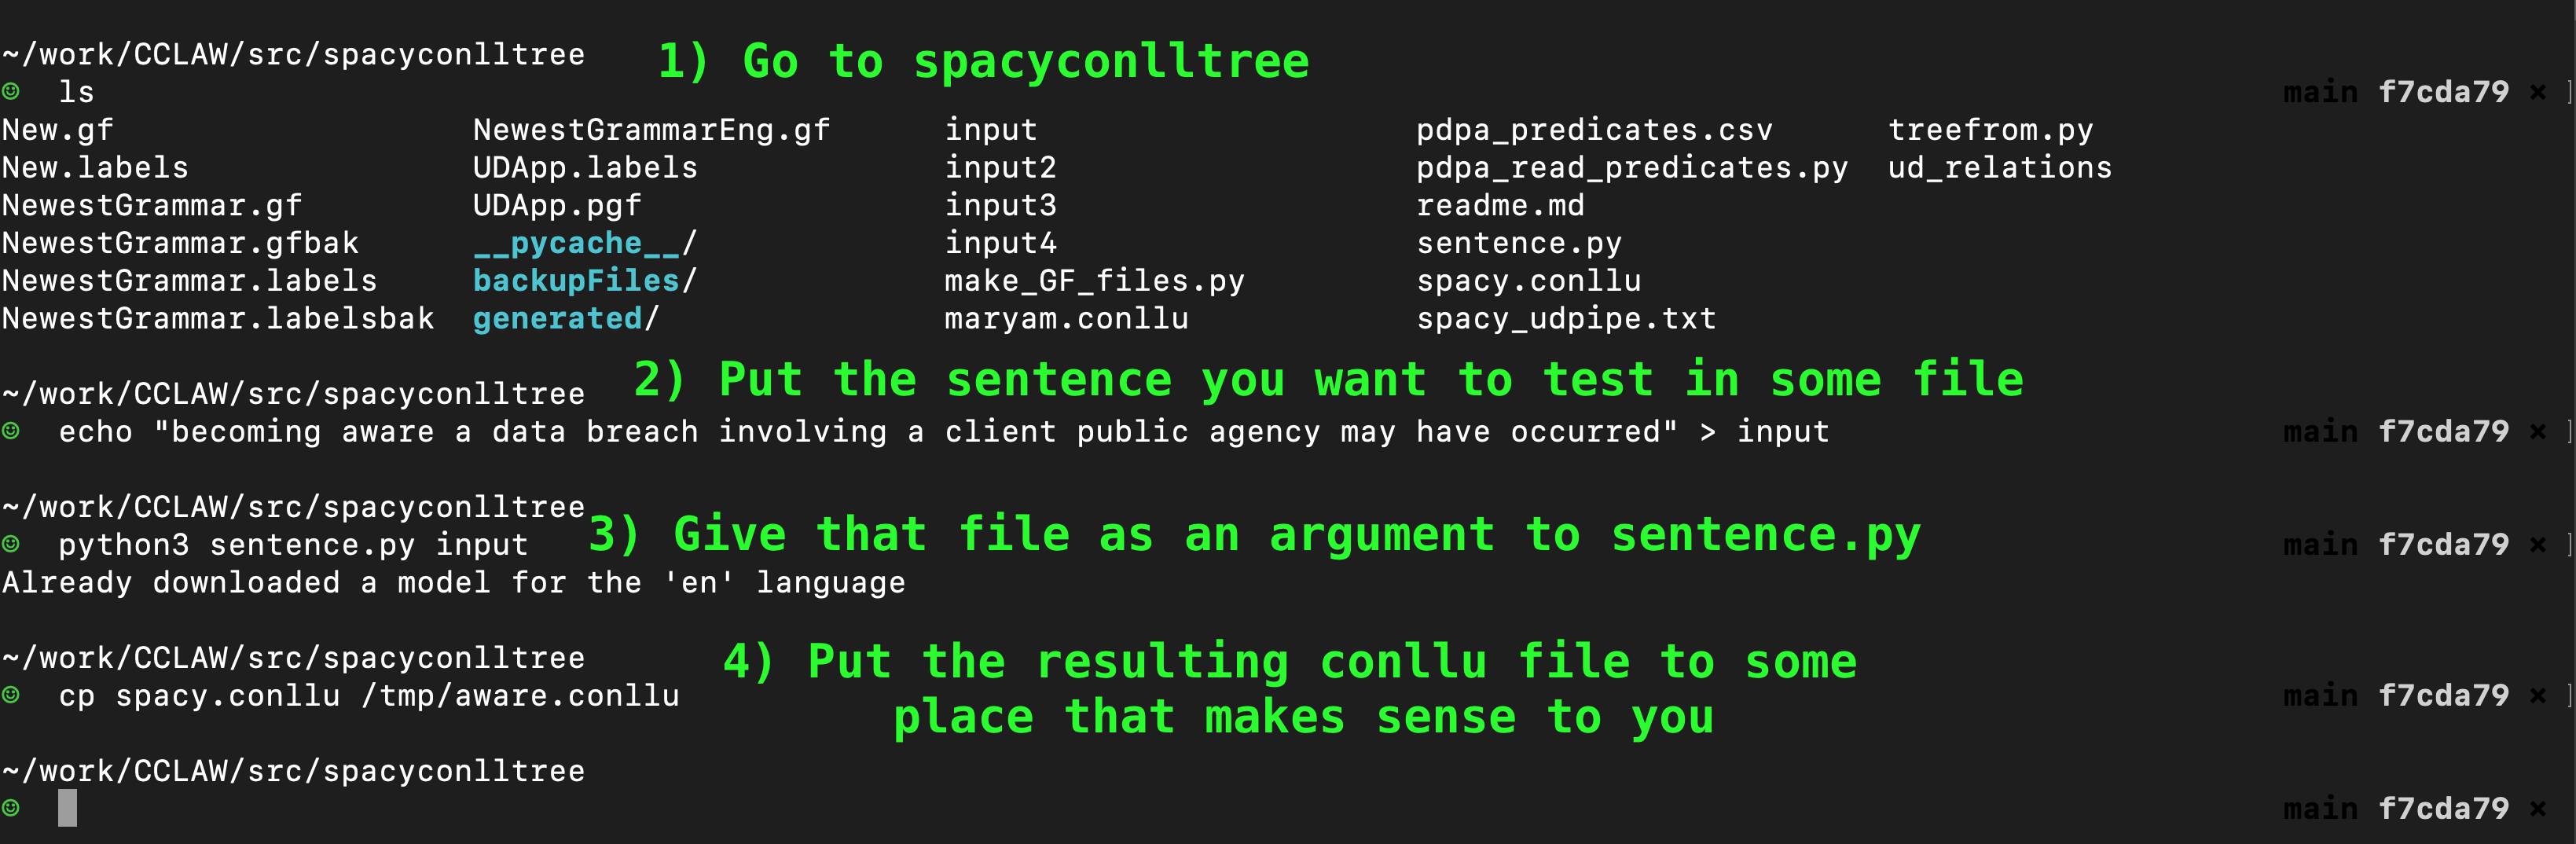 ~/work/CCLAW/src/spacyconlltree
1) Go to spacyconlltree
☺ ls main f7cda79 ×
New.gf NewestGrammarEng.gf input pdpa_predicates.csv treefrom.py
New.labels UDApp.labels input2 pdpa_read_predicates.py ud_relations
NewestGrammar.gf UDApp.pgf input3 readme.md
NewestGrammar.gfbak __pycache__/ input4 sentence.py
NewestGrammar.labels backupFiles/ make_GF_files.py spacy.conllu
NewestGrammar.labelsbak generated/ maryam.conllu spacy_udpipe.txt
2) Put the sentence you want to test in some file
~/work/CCLAW/src/spacyconlltree
☺ echo "becoming aware a data breach involving a client public agency may have occurred" > input main f7cda79 ×
~/work/CCLAW/src/spacyconlltree
3) Give that file as an argument to sentence.py
☺ python3 sentence.py input main f7cda79 ×
Already downloaded a model for the 'en' language
~/work/CCLAW/src/spacyconlltree
4) Put the resulting conllu file to some
☺ cp spacy.conllu /tmp/aware.conllu main f7cda79 ×
place that makes sense to you
~/work/CCLAW/src/spacyconlltree
☺ main f7cda79 ×